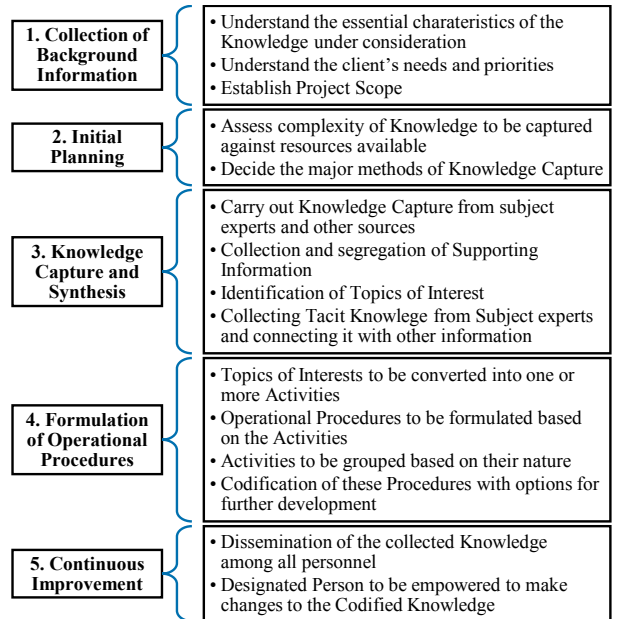 1. Collection of
Background
Information
• Understand the essential charateristics of the
Knowledge under consideration
• Understand the client's needs and priorities
• Establish Project Scope
2. Initial
Planning
• Assess complexity of Knowledge to be captured
against resources available
• Decide the major methods of Knowledge Capture
3. Knowledge
Capture and
Synthesis
• Carry out Knowledge Capture from subject
experts and other sources
• Collection and segregation of Supporting
Information
• Identification of Topics of Interest
• Collecting Tacit Knowlege from Subject experts
and connecting it with other information
4. Formulation
of Operational
Procedures
• Topics of Interests to be converted into one or
more Activities
• Operational Procedures to be formulated based
on the Activities
• Activities to be grouped based on their nature
• Codification of these Procedures with options for
further development
5. Continuous
Improvement
• Dissemination of the collected Knowledge
among all personnel
• Designated Person to be empowered to make
changes to the Codified Knowledge